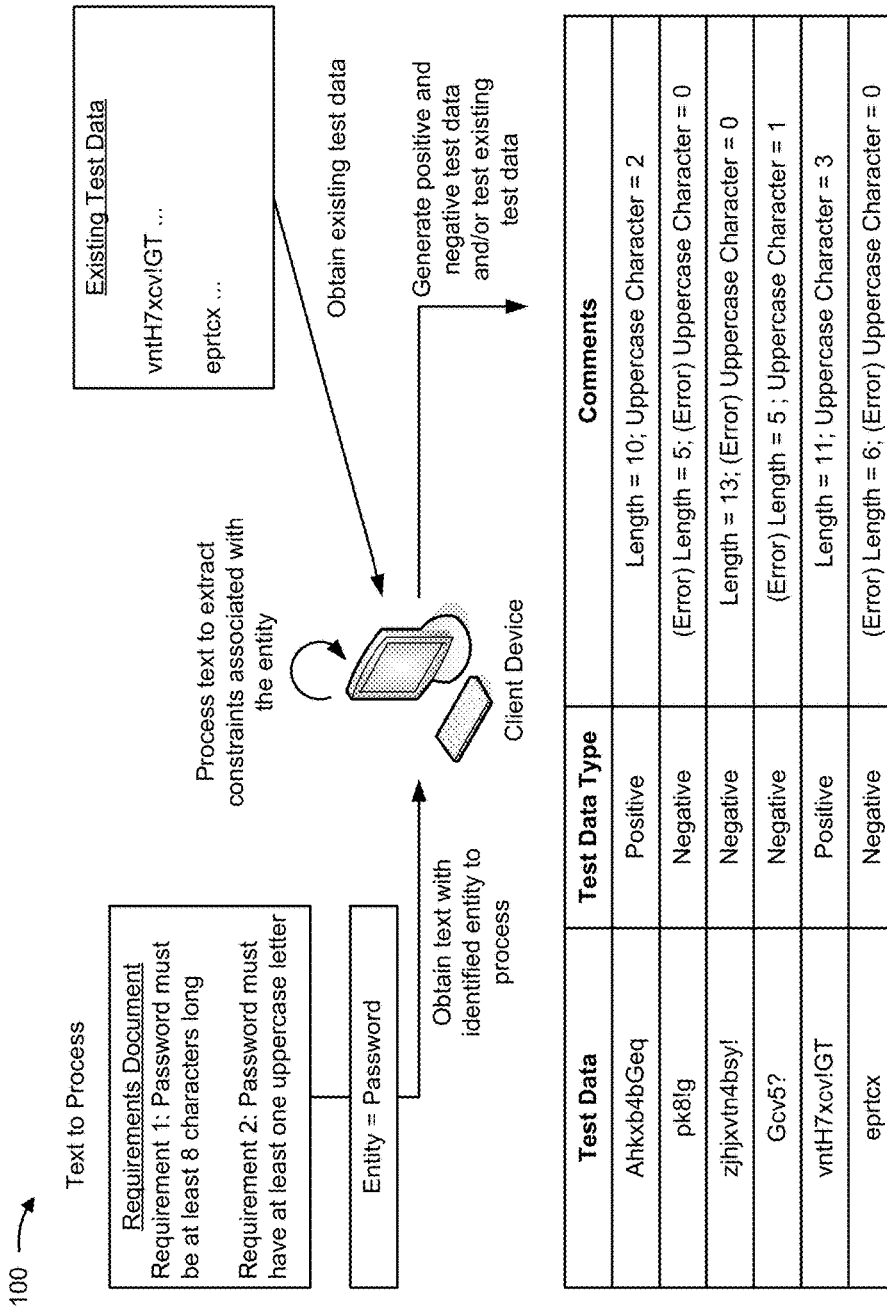 100
Text to Process
Requirements Document
Requirement 1: Password must
be at least 8 characters long
Requirement 2: Password must
have at least one uppercase letter
Entity = Password
Obtain text with
identified entity to
process
Process text to extract
constraints associated with
the entity
Client Device
Existing Test Data
vntH7xcv!GT ...
eprtcx ...
Obtain existing test data
Generate positive and
negative test data
and/or test existing
test data
Test Data Test Data Type Comments
Ahkxb4bGeq Positive Length = 10; Uppercase Character = 2
pk8!g Negative (Error) Length = 5; (Error) Uppercase Character = 0
zjhjxvtn4bsy! Negative Length = 13; (Error) Uppercase Character = 0
Gcv5? Negative (Error) Length = 5 ; Uppercase Character = 1
vntH7xcv!GT Positive Length = 11; Uppercase Character = 3
eprtcx Negative (Error) Length = 6; (Error) Uppercase Character = 0